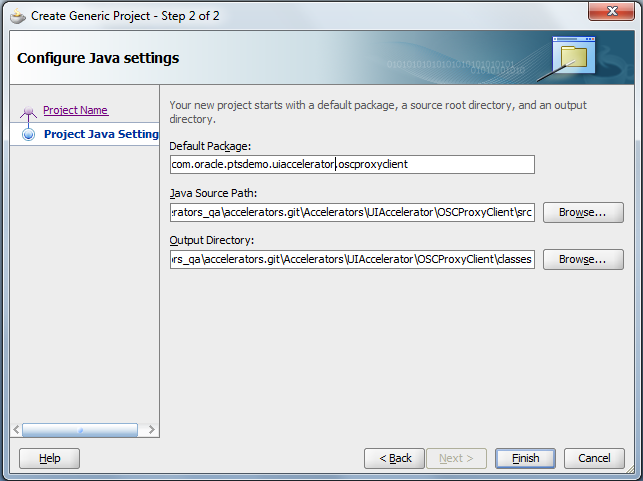 Create Generic Project - Step 2 of 2
Configure Java settings
Project Name
Project Java Setting
Your new project starts with a default package, a source root directory, and an output
directory.
Default Package:
com.oracle.ptsdemo.uiaccelerator.oscproxyclient
Java Source Path:
erators_qa\accelerators.git\Accelerators\UIAccelerator\OSCProxyClient\src
Browse...
Output Directory:
ors_qa\accelerators.git\Accelerators\UIAccelerator\OSCProxyClient\classes
Browse...
Help
< Back
Next >
Finish
Cancel